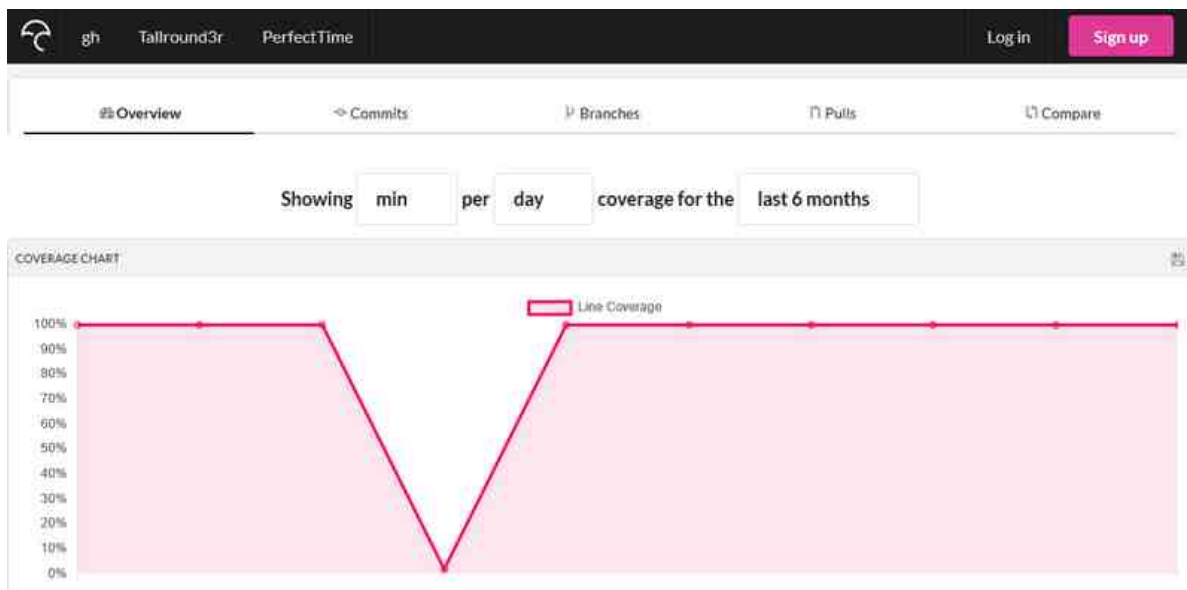 gh Tallround3r PerfectTime Log in Sign up
Overview Commits Branches Pulls Compare
Showing min per day coverage for the last 6 months
COVERAGE CHART
Line Coverage
100%
90%
80%
70%
60%
50%
40%
30%
20%
10%
0%